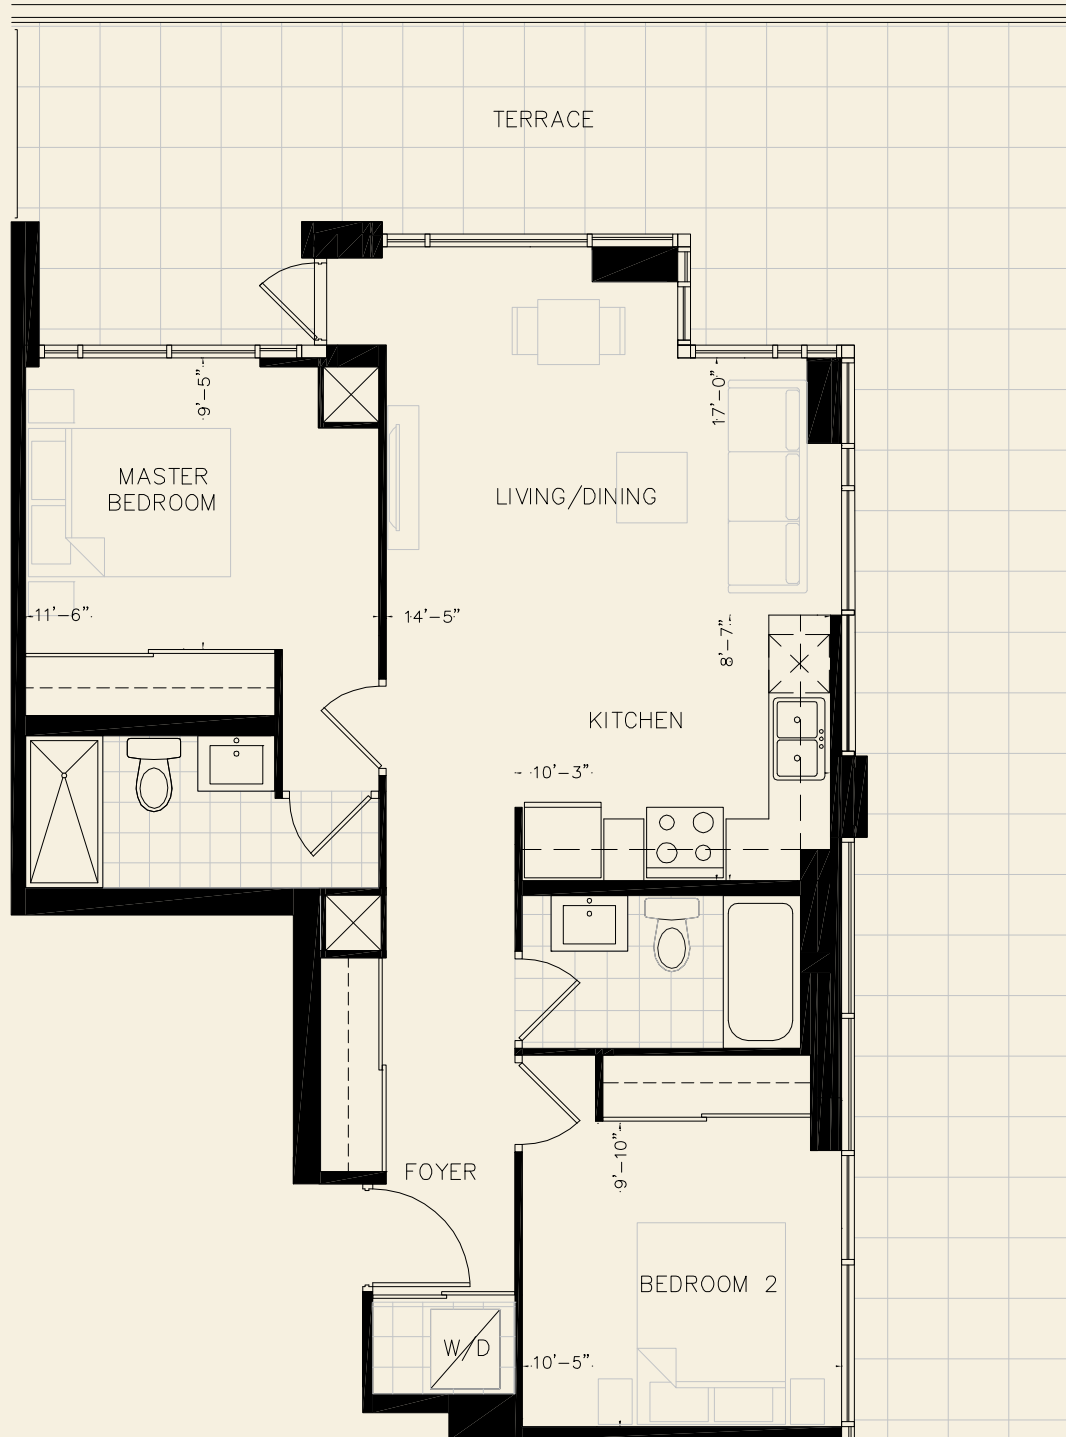 TERRACE
9'-5"
17'-0"
MASTER
BEDROOM
LIVING/DINING
11'-6"
14'-5"
8'-7"
KITCHEN
10'-3"
FOYER
9'-10"
BEDROOM 2
W/D
10'-5"